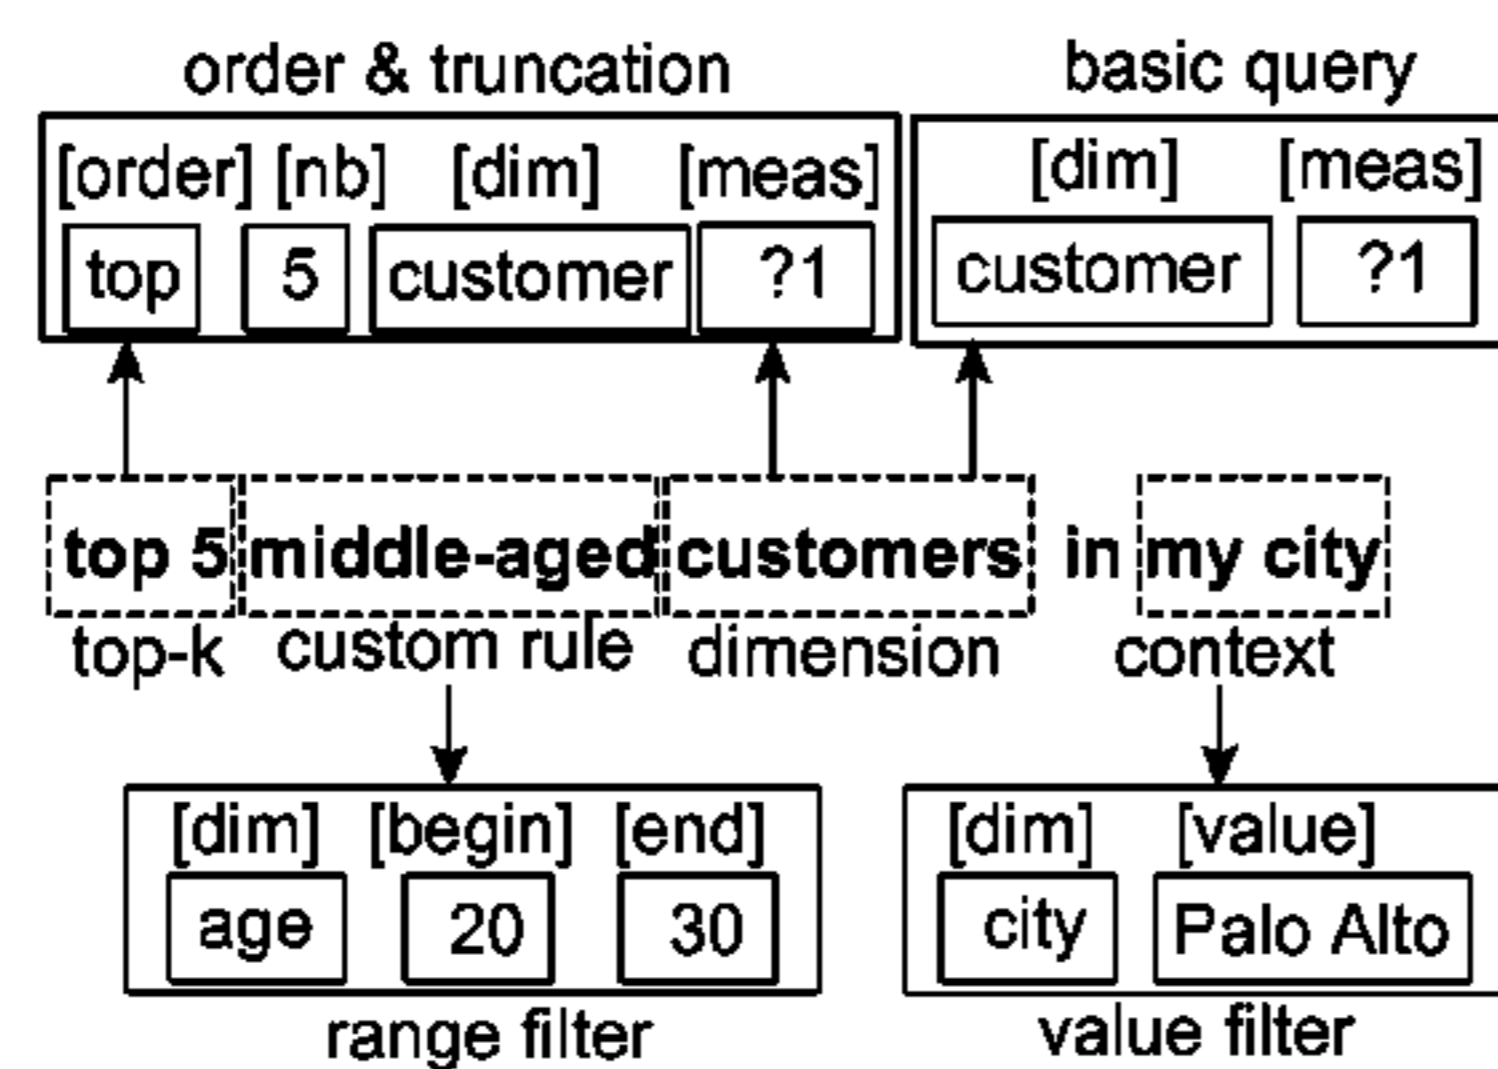 order & truncation basic query
[order] [nb] [dim] [meas] [dim] [meas]
top 5 customer ?1 customer ?1
top 5 middle-aged customers in my city
top-k custom rule dimension context
[dim] [begin] [end] [dim] [value]
age 20 30 city Palo Alto
range filter value filter